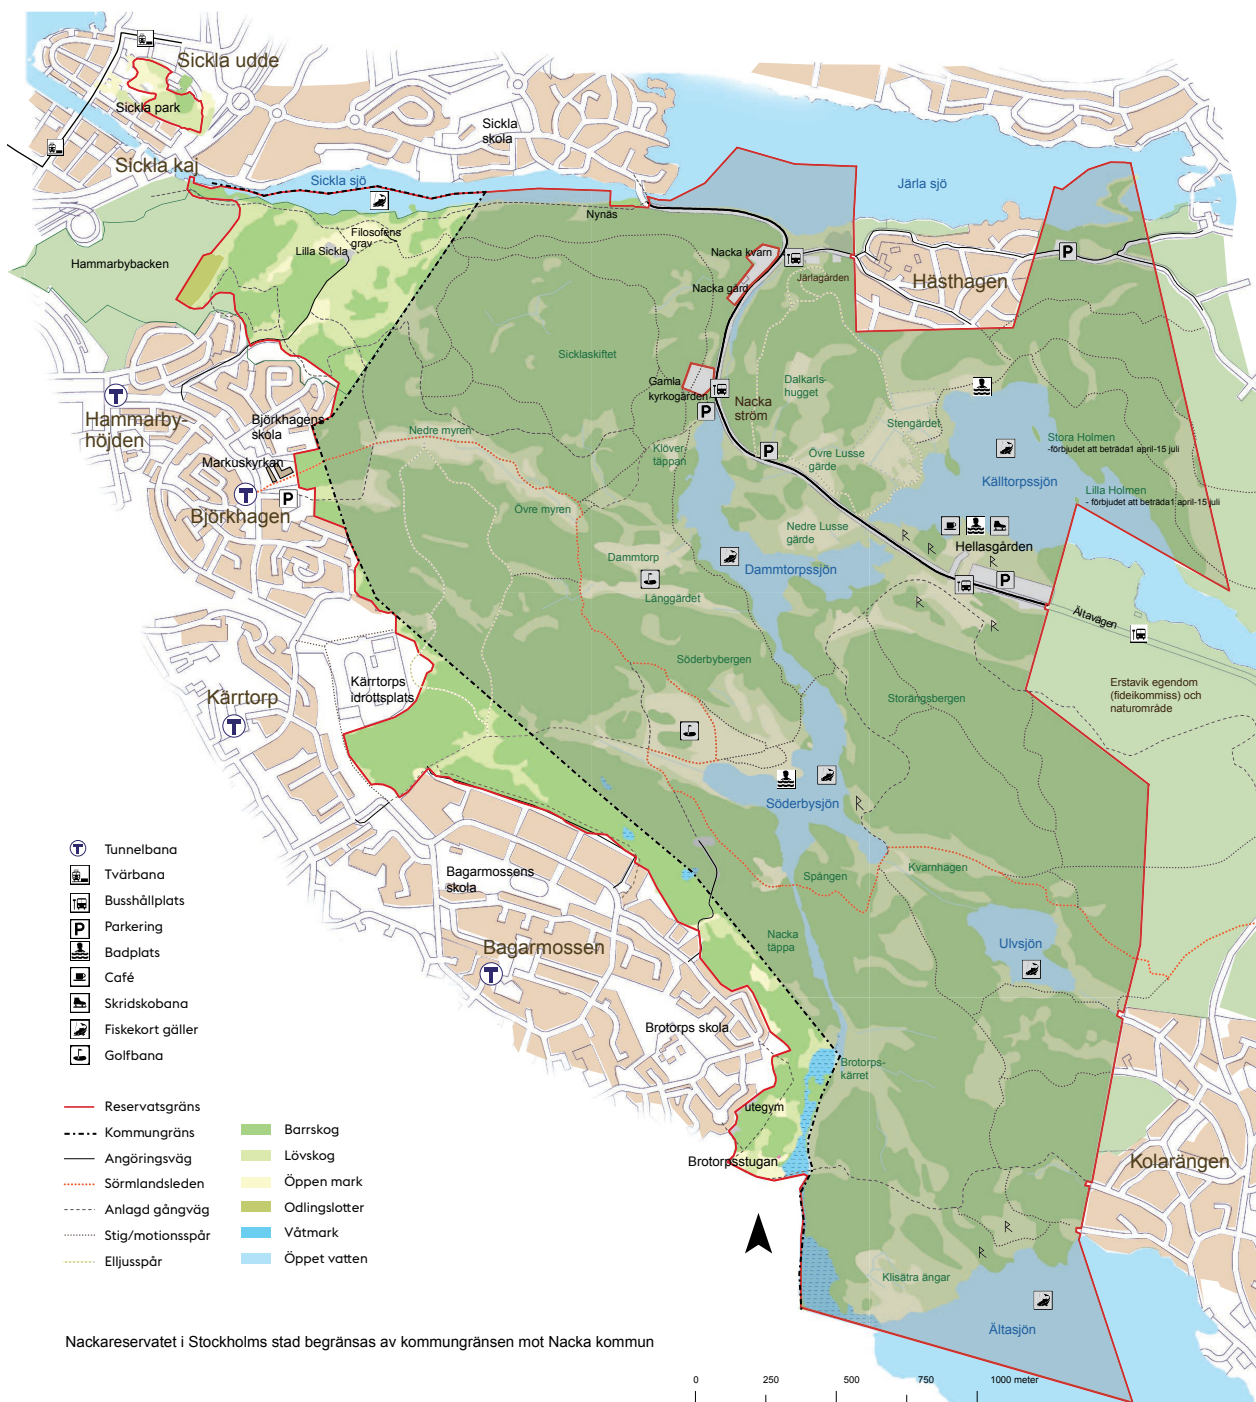 Sickla udde
Sickla park
Sickla
skola
Sickla kaj
Sickla sjö
Järla sjö
Nynäs
Filosofens
grav
Lilla Sickla
Hammarbybacken
Nacka kvarn
Järlagården
Nacka gård
Hästhagen
Sicklaskiftet
Gamla
kyrkogården
Dalkarls-
hugget
Nacka
ström
Hammarby-
höjden
Björkhagens
skola
Nedre myren
Klöver-
täppan
Stengärdet
Stora Holmen
-förbjudet att beträda1 april-15 juli
Markuskyrkan
Övre Lusse
gärde
Källtorpssjön
Lilla Holmen
- förbjudet att beträda1 april-15 juli
P
P
P
P
P
Björkhagen
Övre myren
Nedre Lusse
gärde
Hellasgården
Dammtorp
Dammtorpssjön
Långgärdet
Ältavägen
Söderbybergen
Erstavik egendom
(fideikommiss) och
naturområde
Kärrtorps
idrottsplats
Kärrtorp
Storängsbergen
Söderbysjön
R
R
R
R
R
R
R
R
T
T
T
T
Bagarmossens
skola
Spången
Kvarnhagen
Bagarmossen
Nacka
täppa
Ulvsjön
Brotorps skola
Brotorps-
kärret
utegym
Brotorpsstugan
Kolarängen
Klisätra ängar
Ältasjön
T Tunnelbana
Tvärbana
Busshållplats
P Parkering
Badplats
Café
Skridskobana
Fiskekort gäller
Golfbana
Reservatsgräns
Kommungräns
Angöringsväg
Sörmlandsleden
Anlagd gångväg
Stig/motionsspår
Elljusspår
Barrskog
Lövskog
Öppen mark
Odlingslotter
Våtmark
Öppet vatten
Nackareservatet i Stockholms stad begränsas av kommungränsen mot Nacka kommun
0 250 500 750 1000 meter